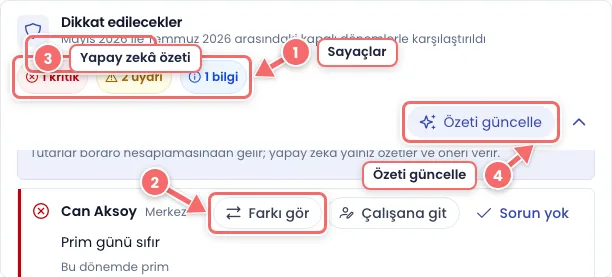 Dikkat edilecekler
Mayıs 2026 ile Temmuz 2026 arasındaki kapalı dönemlerle karşılaştırıldı
3 Yapay zekâ özeti
1 Sayaçlar
1 kritik
2 uyarı
1 bilgi
Özeti güncelle
Tutarlar bordro hesaplamasından gelir; yapay zekâ yalnız özetler ve öneri verir.
Özeti güncelle 4
2
Can Aksoy Merkez
Farkı gör
Çalışana git
Sorun yok
Prim günü sıfır
Bu dönemde prim